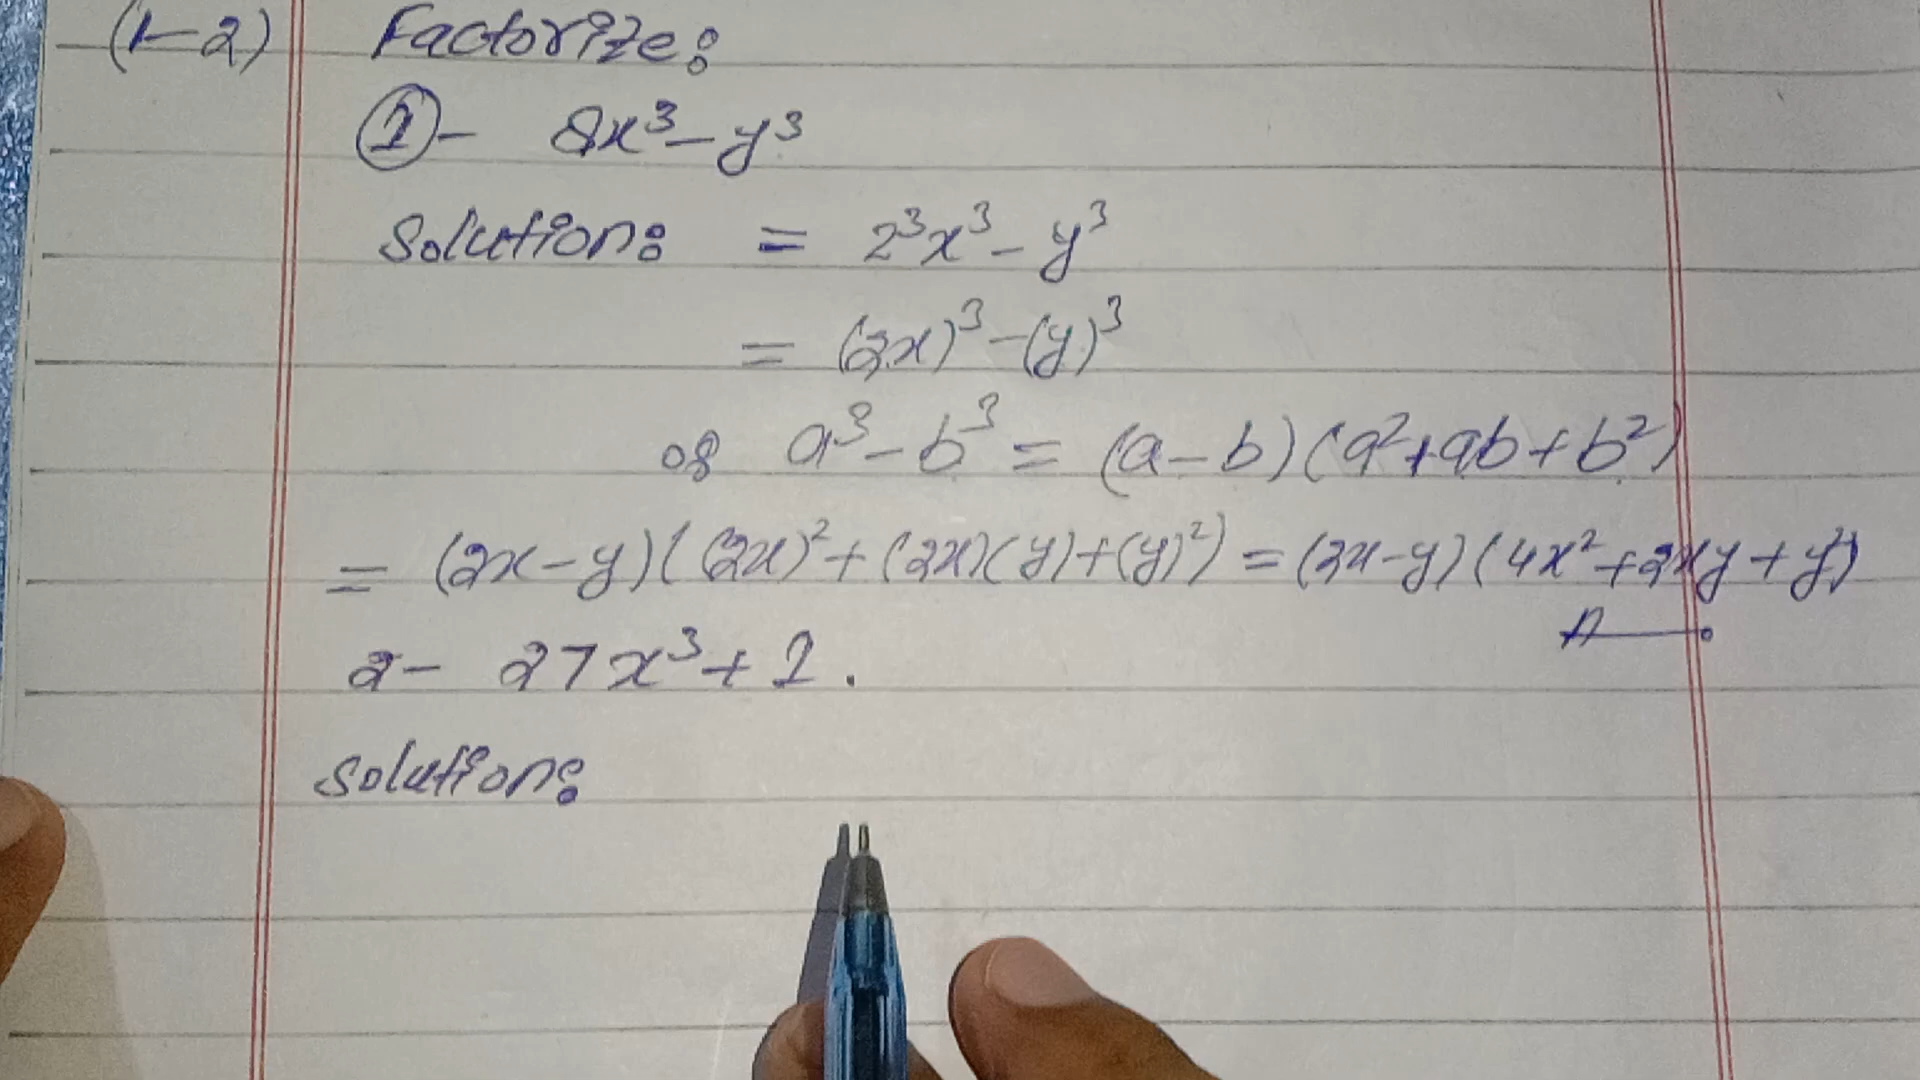 (1-2) Factorize:
①- 8x³-y³
Solution: = 2³x³-y³
= (2x)³-(y)³
of a³-b³ = (a-b)(a²+ab+b²)
= (2x-y)((2x)²+(2x)(y)+(y)²) = (2x-y)(4x²+2xy+y²)
2- 27x³+1.
Solution: